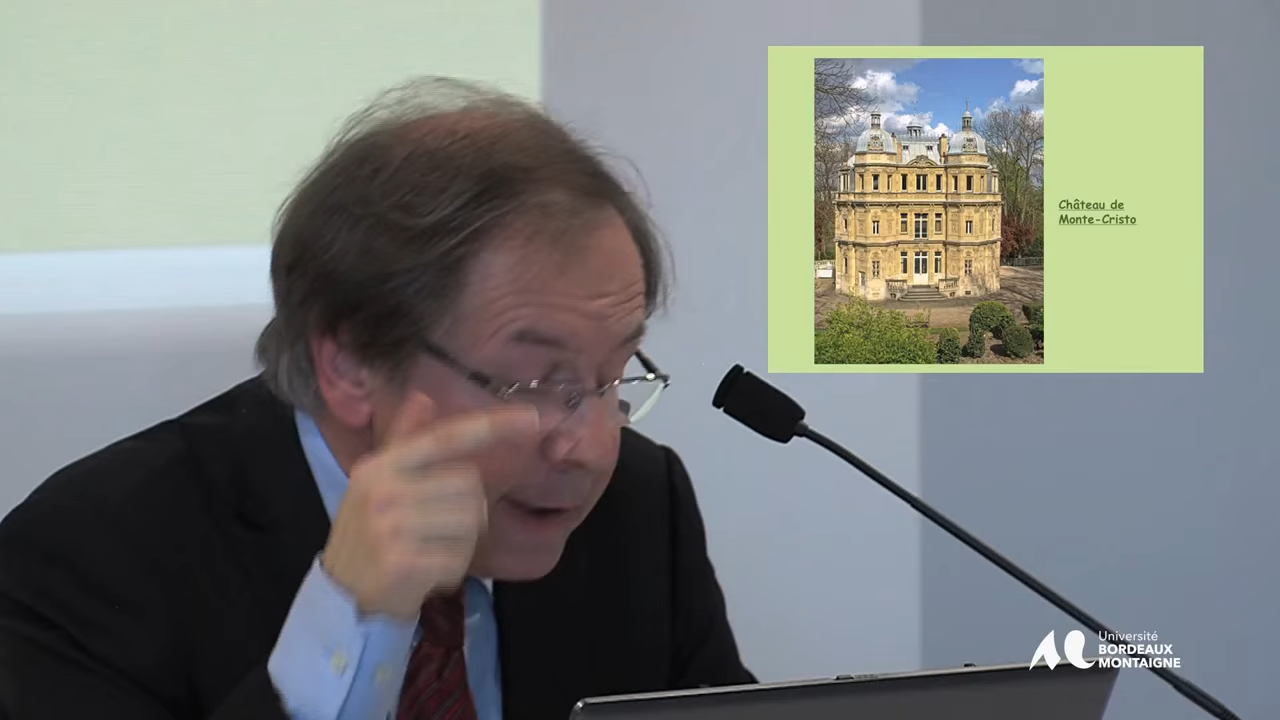 Château de
Monte-Cristo
Université
BORDEAUX
MONTAIGNE